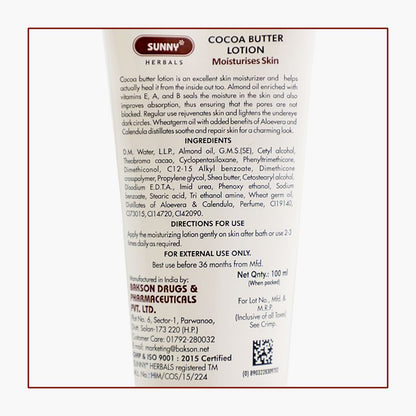 SUNNY®
HERBALS
COCOA BUTTER
LOTION
Moisturises Skin
Cocoa butter lotion is an excellent skin moisturizer and helps
actually heal it from the inside out too. Almond oil enriched with
vitamins E, A, and B seals the moisture in the skin and also
improves absorption, thus ensuring that the pores are not
blocked. Regular use rejuvenates skin and lightens the undereye
dark circles. Wheatgerm oil with added benefits of Aloevera and
Calendula distillates soothe and repair skin for a charming look.
INGREDIENTS
D.M. Water, L.L.P., Almond oil, G.M.S.(SE), Cetyl alcohol,
Theobroma cacao, Cyclopentasiloxane, Phenyltrimethicone,
Dimethiconol, C12-15 Alkyl benzoate, Dimethicone
crosspolymer, Propylene glycol, Shea butter, Cetostearyl alcohol,
Disodium E.D.T.A., Imid urea, Phenoxy ethanol, Sodium
benzoate, Stearic acid, Tri ethanol amine, Wheat germ oil,
Distillates of Aloevera & Calendula, Perfume, CI19140,
CI73015, CI14720, CI42090.
DIRECTIONS FOR USE
Apply the moisturizing lotion gently on skin after bath or use 2-3
times daily as required.
FOR EXTERNAL USE ONLY.
Best use before 36 months from Mfd.
Manufactured in India by:
BAKSON DRUGS &
PHARMACEUTICALS
PVT. LTD.
Plot No. 6, Sector-1, Parwanoo,
Distt. Solan-173 220 (H.P.)
Customer Care: 01792-280032
E mail: marketing@bakson.net
GMP & ISO 9001 : 2015 Certified
SUNNY® HERBALS registered TM
M.L. No.: HIM/COS/15/224
Net Qnty.: 100 ml
(When packed)
For Lot No., Mfd. &
M.R.P.
(Inclusive of all Taxes)
See Crimp.